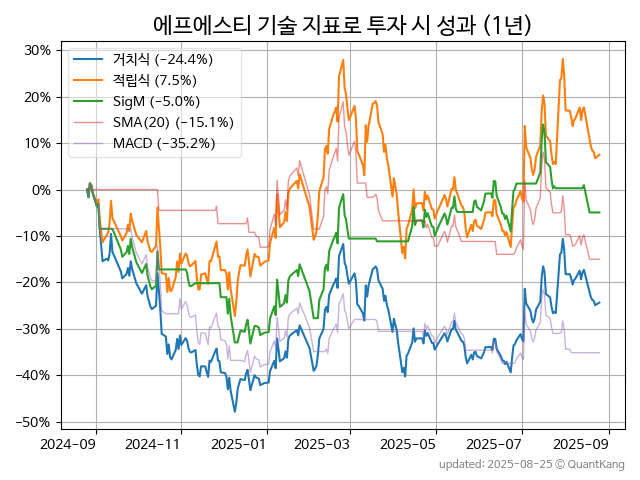 에프에스티 기술 지표로 투자 시 성과 (1년)
거치식 (−24.4%)
적립식 (7.5%)
SigM (−5.0%)
SMA(20) (−15.1%)
MACD (−35.2%)
30%
20%
10%
0%
−10%
−20%
−30%
−40%
−50%
2024-09 2024-11 2025-01 2025-03 2025-05 2025-07 2025-09
updated: 2025-08-25 © QuantKang